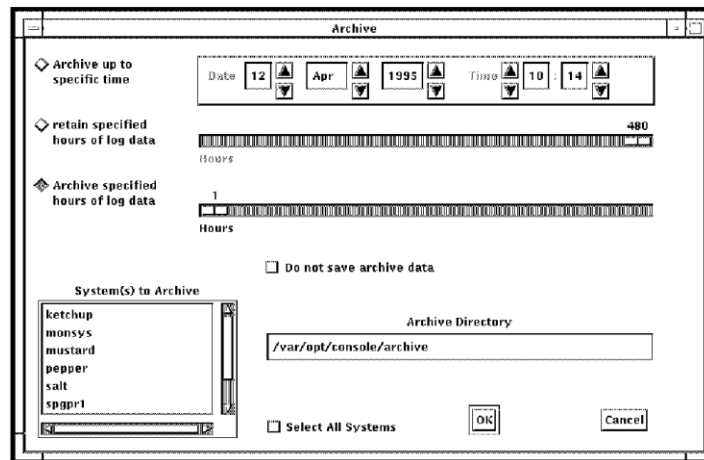 Archive
Archive up to
specific time
Date 12 Apr 1995 Time 10 : 14
retain specified
hours of log data
480
Hours
Archive specified
hours of log data
1
Hours
Do not save archive data
System(s) to Archive
ketchup
monsys
mustard
pepper
salt
spgpr1
Archive Directory
/var/opt/console/archive
Select All Systems
OK
Cancel